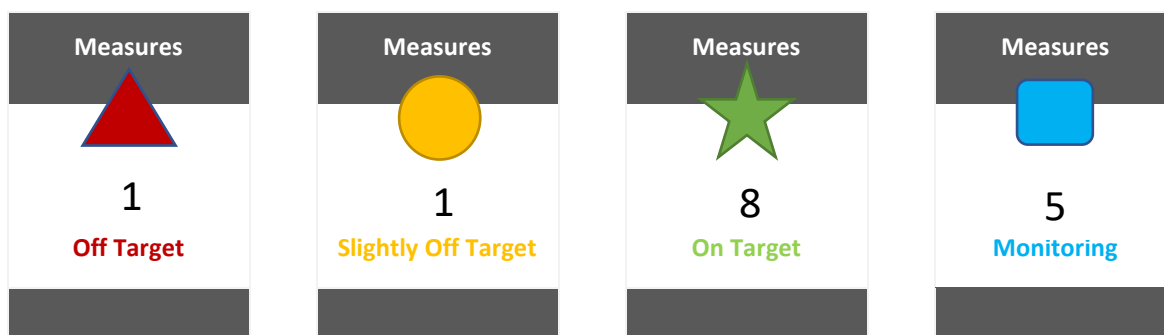 Measures
1
Off Target
Measures
1
Slightly Off Target
Measures
8
On Target
Measures
5
Monitoring